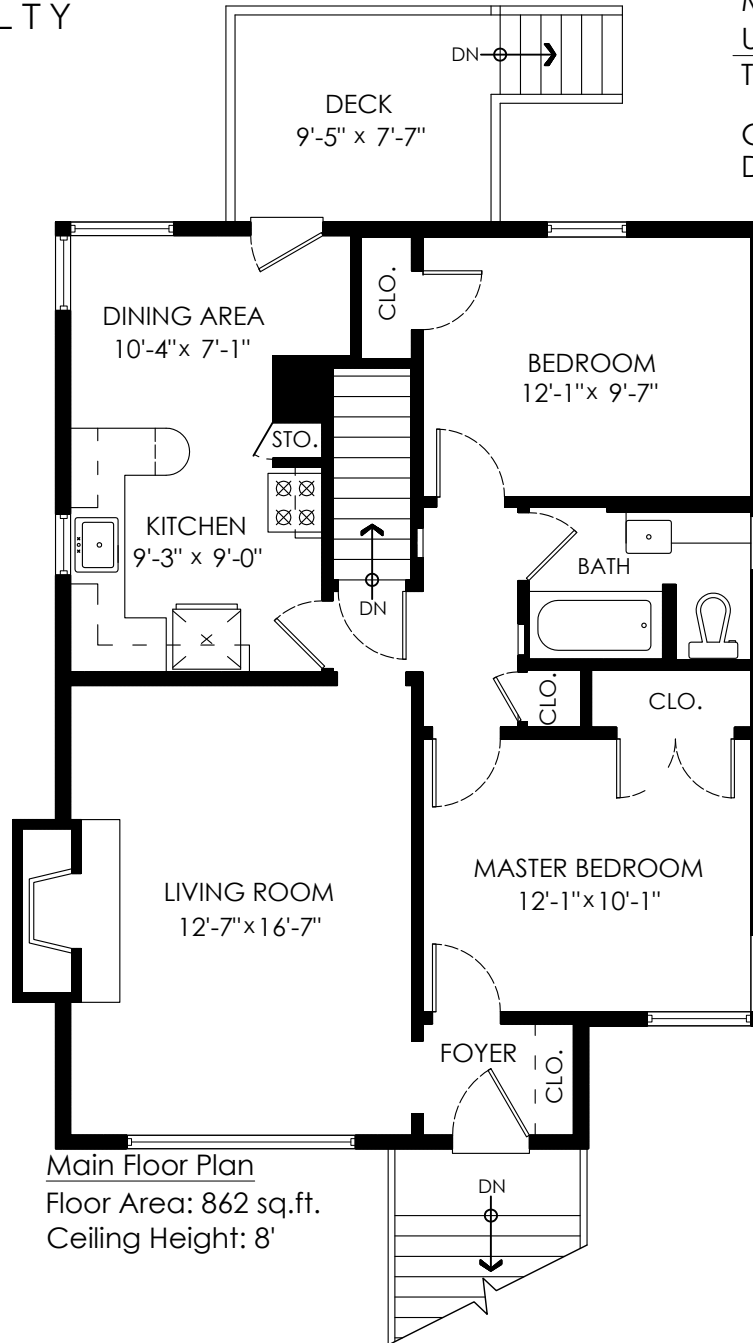 LTY
DN
DECK
9'-5" x 7'-7"
CLO.
DINING AREA
10'-4"x 7'-1"
BEDROOM
12'-1"x 9'-7"
STO.
KITCHEN
9'-3" x 9'-0"
BATH
DN
CLO.
CLO.
MASTER BEDROOM
12'-1"x10'-1"
LIVING ROOM
12'-7"x16'-7"
FOYER
CLO.
Main Floor Plan
Floor Area: 862 sq.ft.
Ceiling Height: 8'
DN